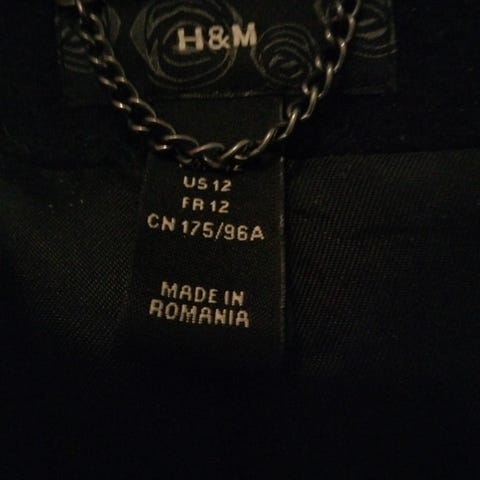 H&M
US 12
FR 12
CN 175/96A
MADE IN
ROMANIA